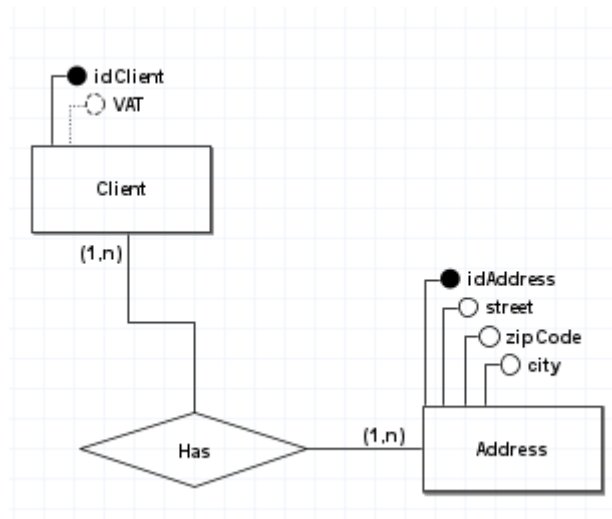 idClient
VAT
Client
(1,n)
idAddress
street
zipCode
city
Has
(1,n)
Address